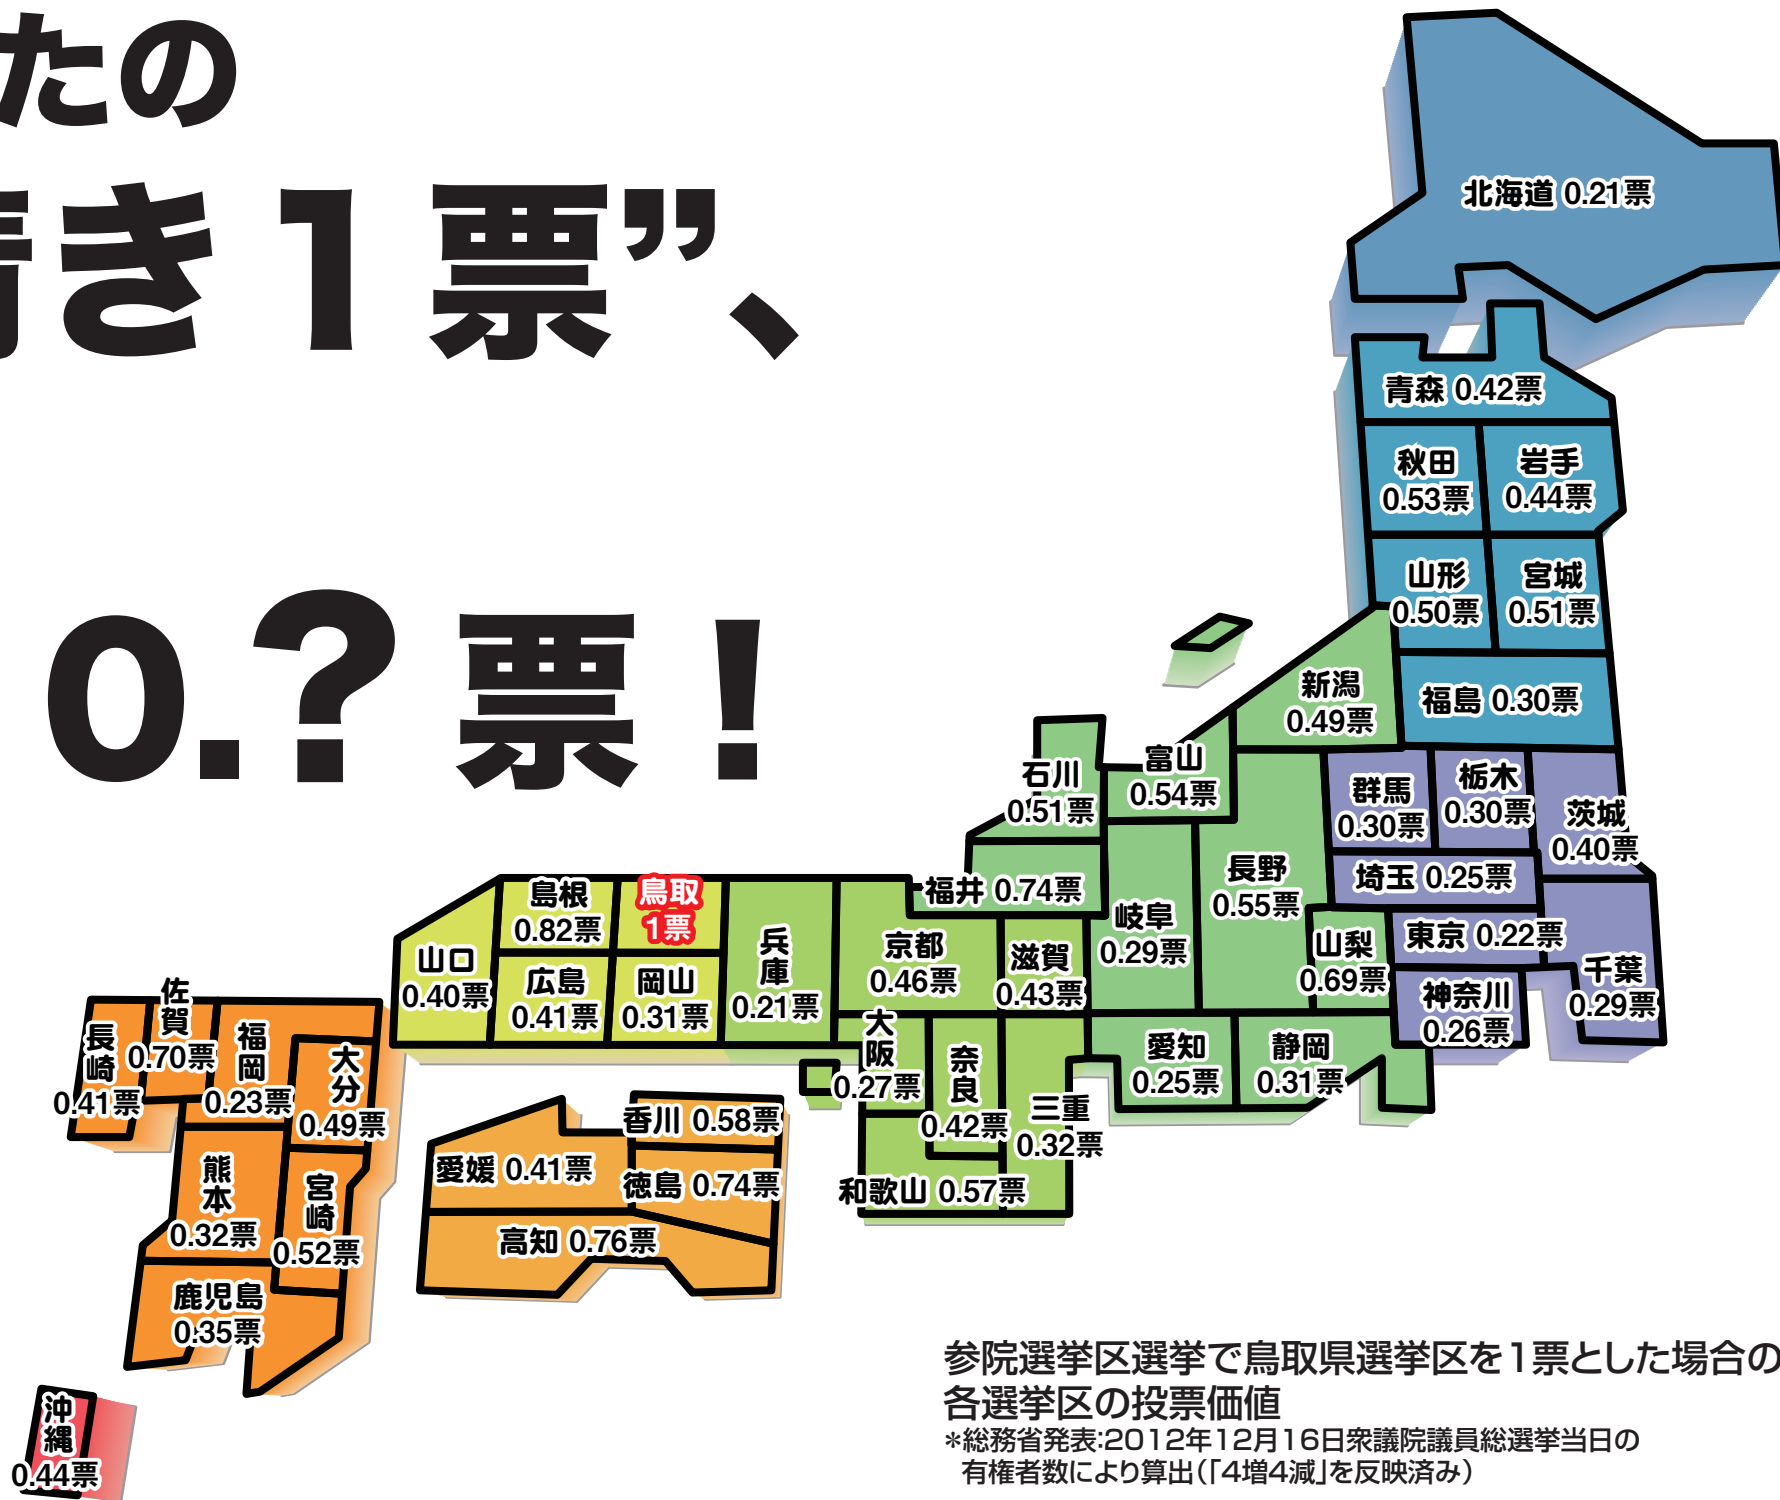 たの
清き1票”、
0.?票!
北海道 0.21票
青森 0.42票
秋田
0.53票
岩手
0.44票
山形
0.50票
宮城
0.51票
福島 0.30票
新潟
0.49票
富山
0.54票
石川
0.51票
福井 0.74票
群馬
0.30票
栃木
0.30票
茨城
0.40票
埼玉 0.25票
長野
0.55票
岐阜
0.29票
山梨
0.69票
東京 0.22票
千葉
0.29票
神奈川
0.26票
愛知
0.25票
静岡
0.31票
島根
0.82票
鳥取
1票
山口
0.40票
広島
0.41票
岡山
0.31票
兵庫
0.21票
京都
0.46票
滋賀
0.43票
大阪
0.27票
奈良
0.42票
三重
0.32票
和歌山 0.57票
香川 0.58票
愛媛 0.41票
徳島 0.74票
高知 0.76票
長崎
0.41票
佐賀
0.70票
福岡
0.23票
大分
0.49票
熊本
0.32票
宮崎
0.52票
鹿児島
0.35票
沖縄
0.44票
参院選挙区選挙で鳥取県選挙区を1票とした場合の
各選挙区の投票価値
*総務省発表:2012年12月16日衆議院議員総選挙当日の
有権者数により算出(「4増4減」を反映済み)